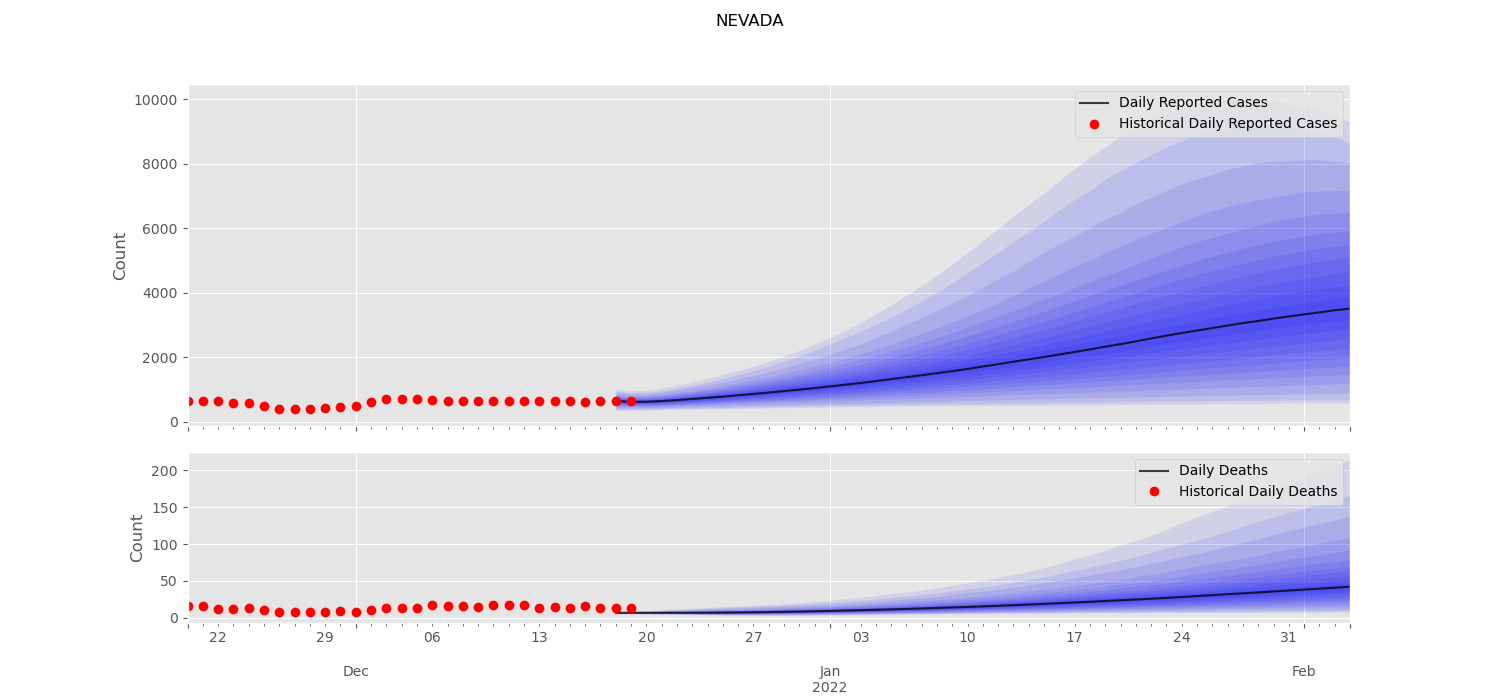 NEVADA
Daily Reported Cases
Historical Daily Reported Cases
10000
8000
6000
4000
2000
0
Count
Daily Deaths
Historical Daily Deaths
200
150
100
50
0
Count
22 29 06 13 20 27 03 10 17 24 31
Dec Jan Feb
2022